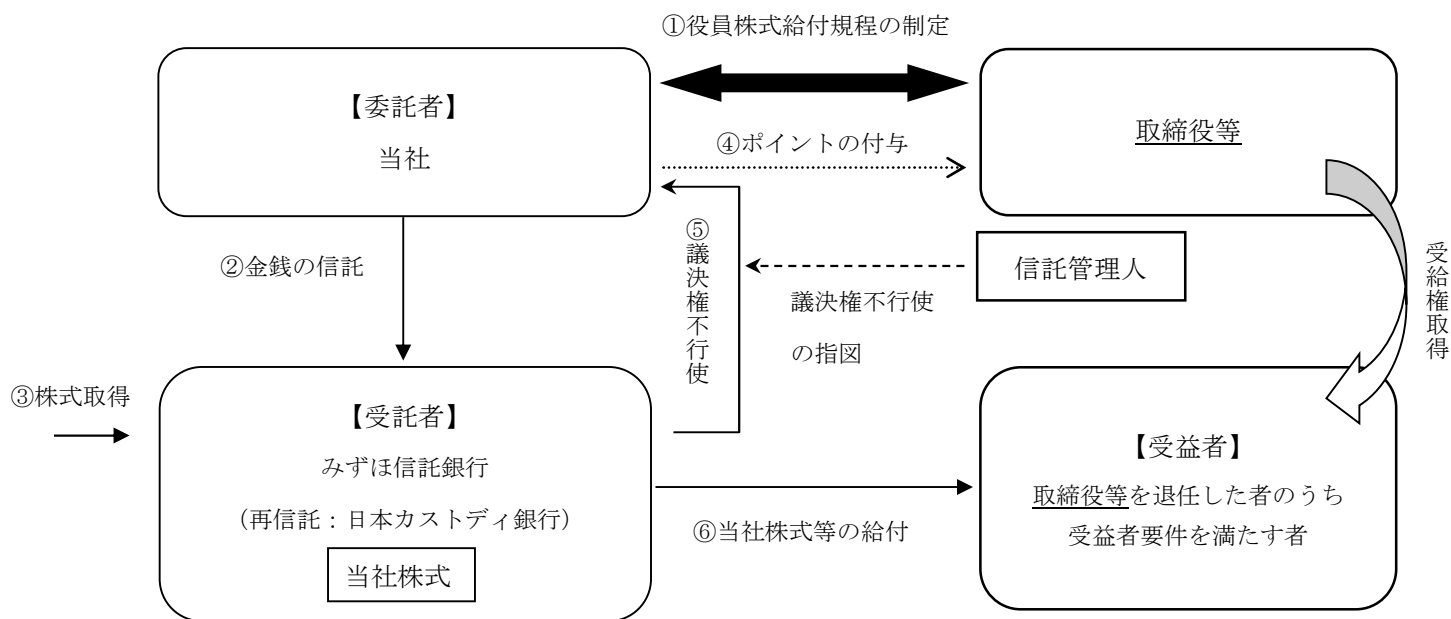 ①役員株式給付規程の制定
【委託者】
当社
取締役等
④ポイントの付与
②金銭の信託
⑤議決権不行使
信託管理人
議決権不行使
の指図
受給権取得
③株式取得
【受託者】
みずほ信託銀行
(再信託:日本カストディ銀行)
当社株式
⑥当社株式等の給付
【受益者】
取締役等を退任した者のうち
受益者要件を満たす者